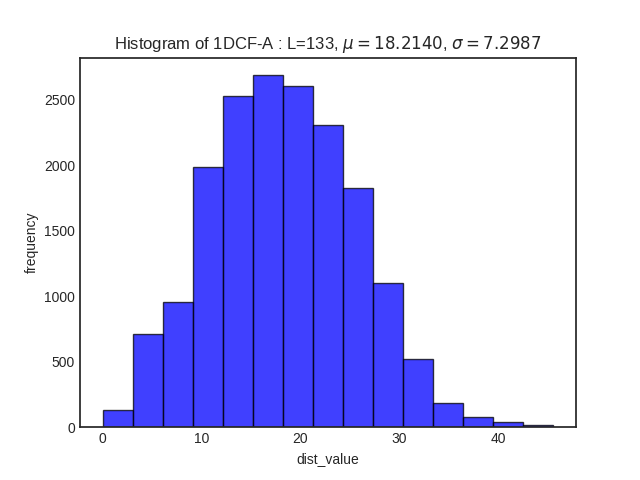 Histogram of 1DCF-A : L=133, μ = 18.2140, σ = 7.2987
2500
2000
1500
1000
500
0
frequency
0 10 20 30 40
dist_value